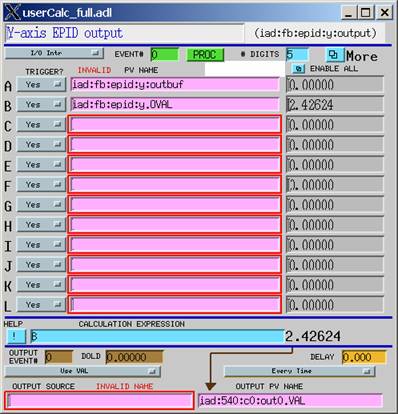 userCalc_full.adl
Y-axis EPID output (iad:fb:epid:y:output)
I/O Intr EVENT# 0 PROC # DIGITS 5 More
TRIGGER? INVALID PV NAME ENABLE ALL
A Yes iad:fb:epid:y:outbuf 0.00000
B Yes iad:fb:epid:y.OVAL 2.42624
C Yes 0.00000
D Yes 0.00000
E Yes 0.00000
F Yes 0.00000
G Yes 0.00000
H Yes 0.00000
I Yes 0.00000
J Yes 0.00000
K Yes 0.00000
L Yes 0.00000
HELP CALCULATION EXPRESSION
! B 2.42624
OUTPUT EVENT# 0 DOLD 0.00000 DELAY 0.000
Use VAL Every Time
OUTPUT SOURCE INVALID NAME OUTPUT PV NAME
iad:540:c0:out0.VAL